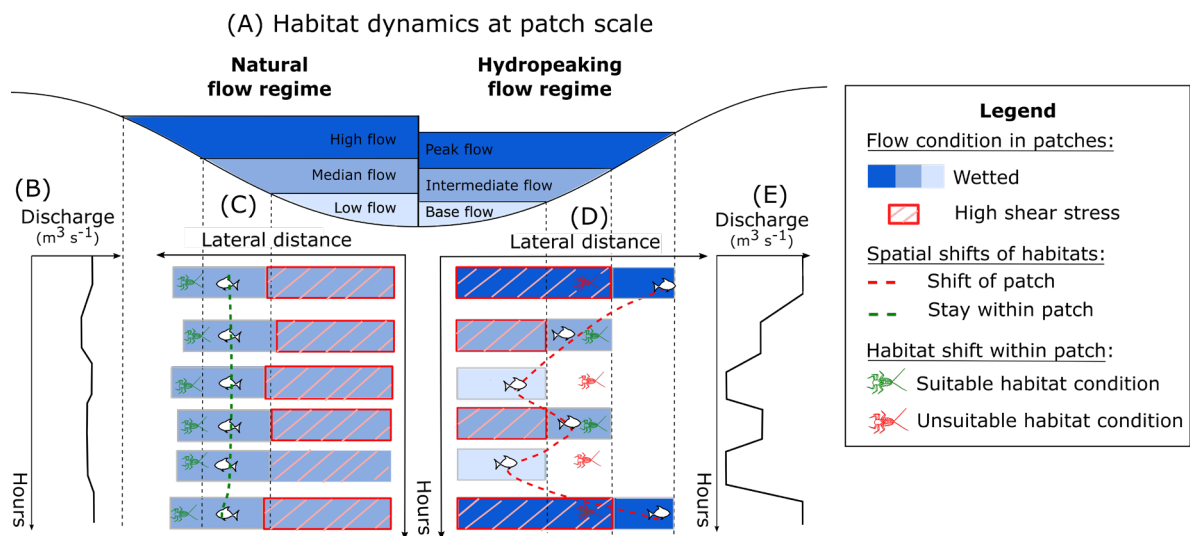 (A) Habitat dynamics at patch scale
Natural
flow regime
Hydropeaking
flow regime
High flow
Median flow
Low flow
Peak flow
Intermediate flow
Base flow
(B)
Discharge
(m³ s⁻¹)
Hours
(C)
Lateral distance
Hours
(D)
Lateral distance
Hours
(E)
Discharge
(m³ s⁻¹)
Hours
Legend
Flow condition in patches:
Wetted
High shear stress
Spatial shifts of habitats:
Shift of patch
Stay within patch
Habitat shift within patch:
Suitable habitat condition
Unsuitable habitat condition